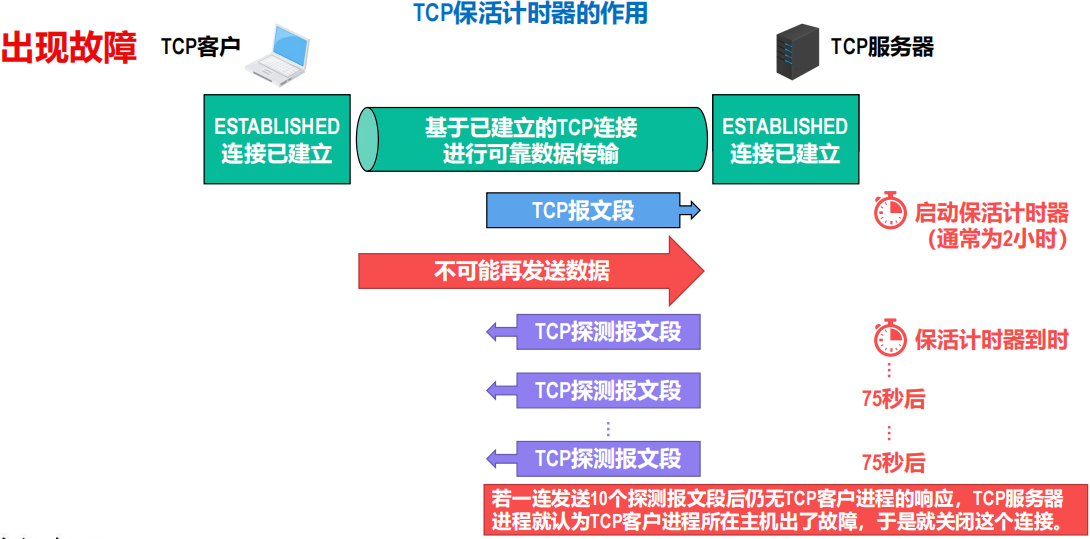 TCP保活计时器的作用
出现故障
TCP客户
TCP服务器
ESTABLISHED
连接已建立
基于已建立的TCP连接
进行可靠数据传输
ESTABLISHED
连接已建立
TCP报文段
启动保活计时器
（通常为2小时）
不可能再发送数据
TCP探测报文段
保活计时器到时
TCP探测报文段
75秒后
TCP探测报文段
75秒后
若一连发送10个探测报文段后仍无TCP客户进程的响应，TCP服务器
进程就认为TCP客户进程所在主机出了故障，于是就关闭这个连接。